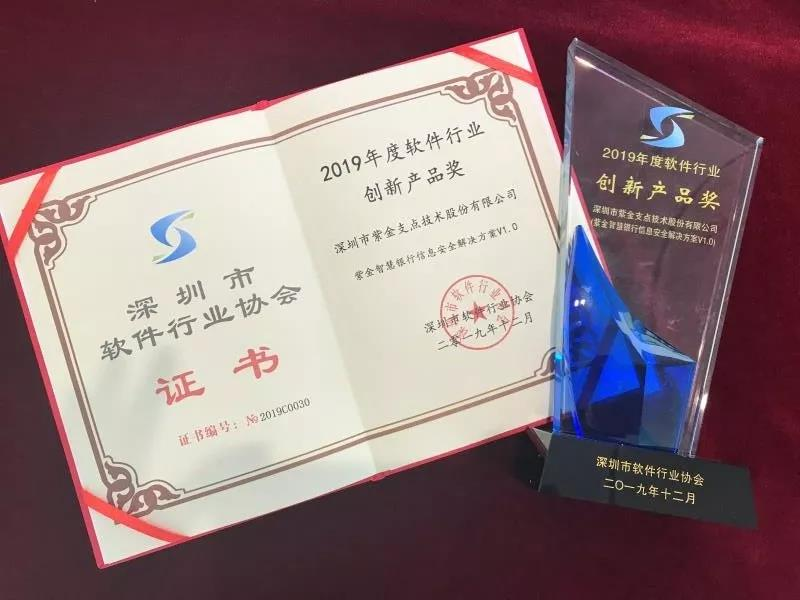 深圳市
软件行业协会
证书
证书编号：№2019C0030
2019年度软件行业
创新产品奖
深圳市紫金支点技术股份有限公司
紫金智慧银行信息安全解决方案V1.0
深圳市软件行业协会
二〇一九年十二月
2019年度软件行业
创新产品奖
深圳市紫金支点技术股份有限公司
(紫金智慧银行信息安全解决方案V1.0)
深圳市软件行业协会
二〇一九年十二月